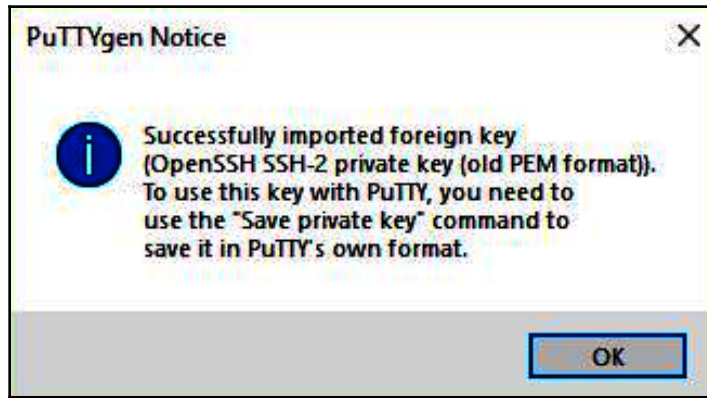 PuTTYgen Notice
Successfully imported foreign key
(OpenSSH SSH-2 private key (old PEM format)).
To use this key with PuTTY, you need to
use the "Save private key" command to
save it in PuTTY's own format.
OK